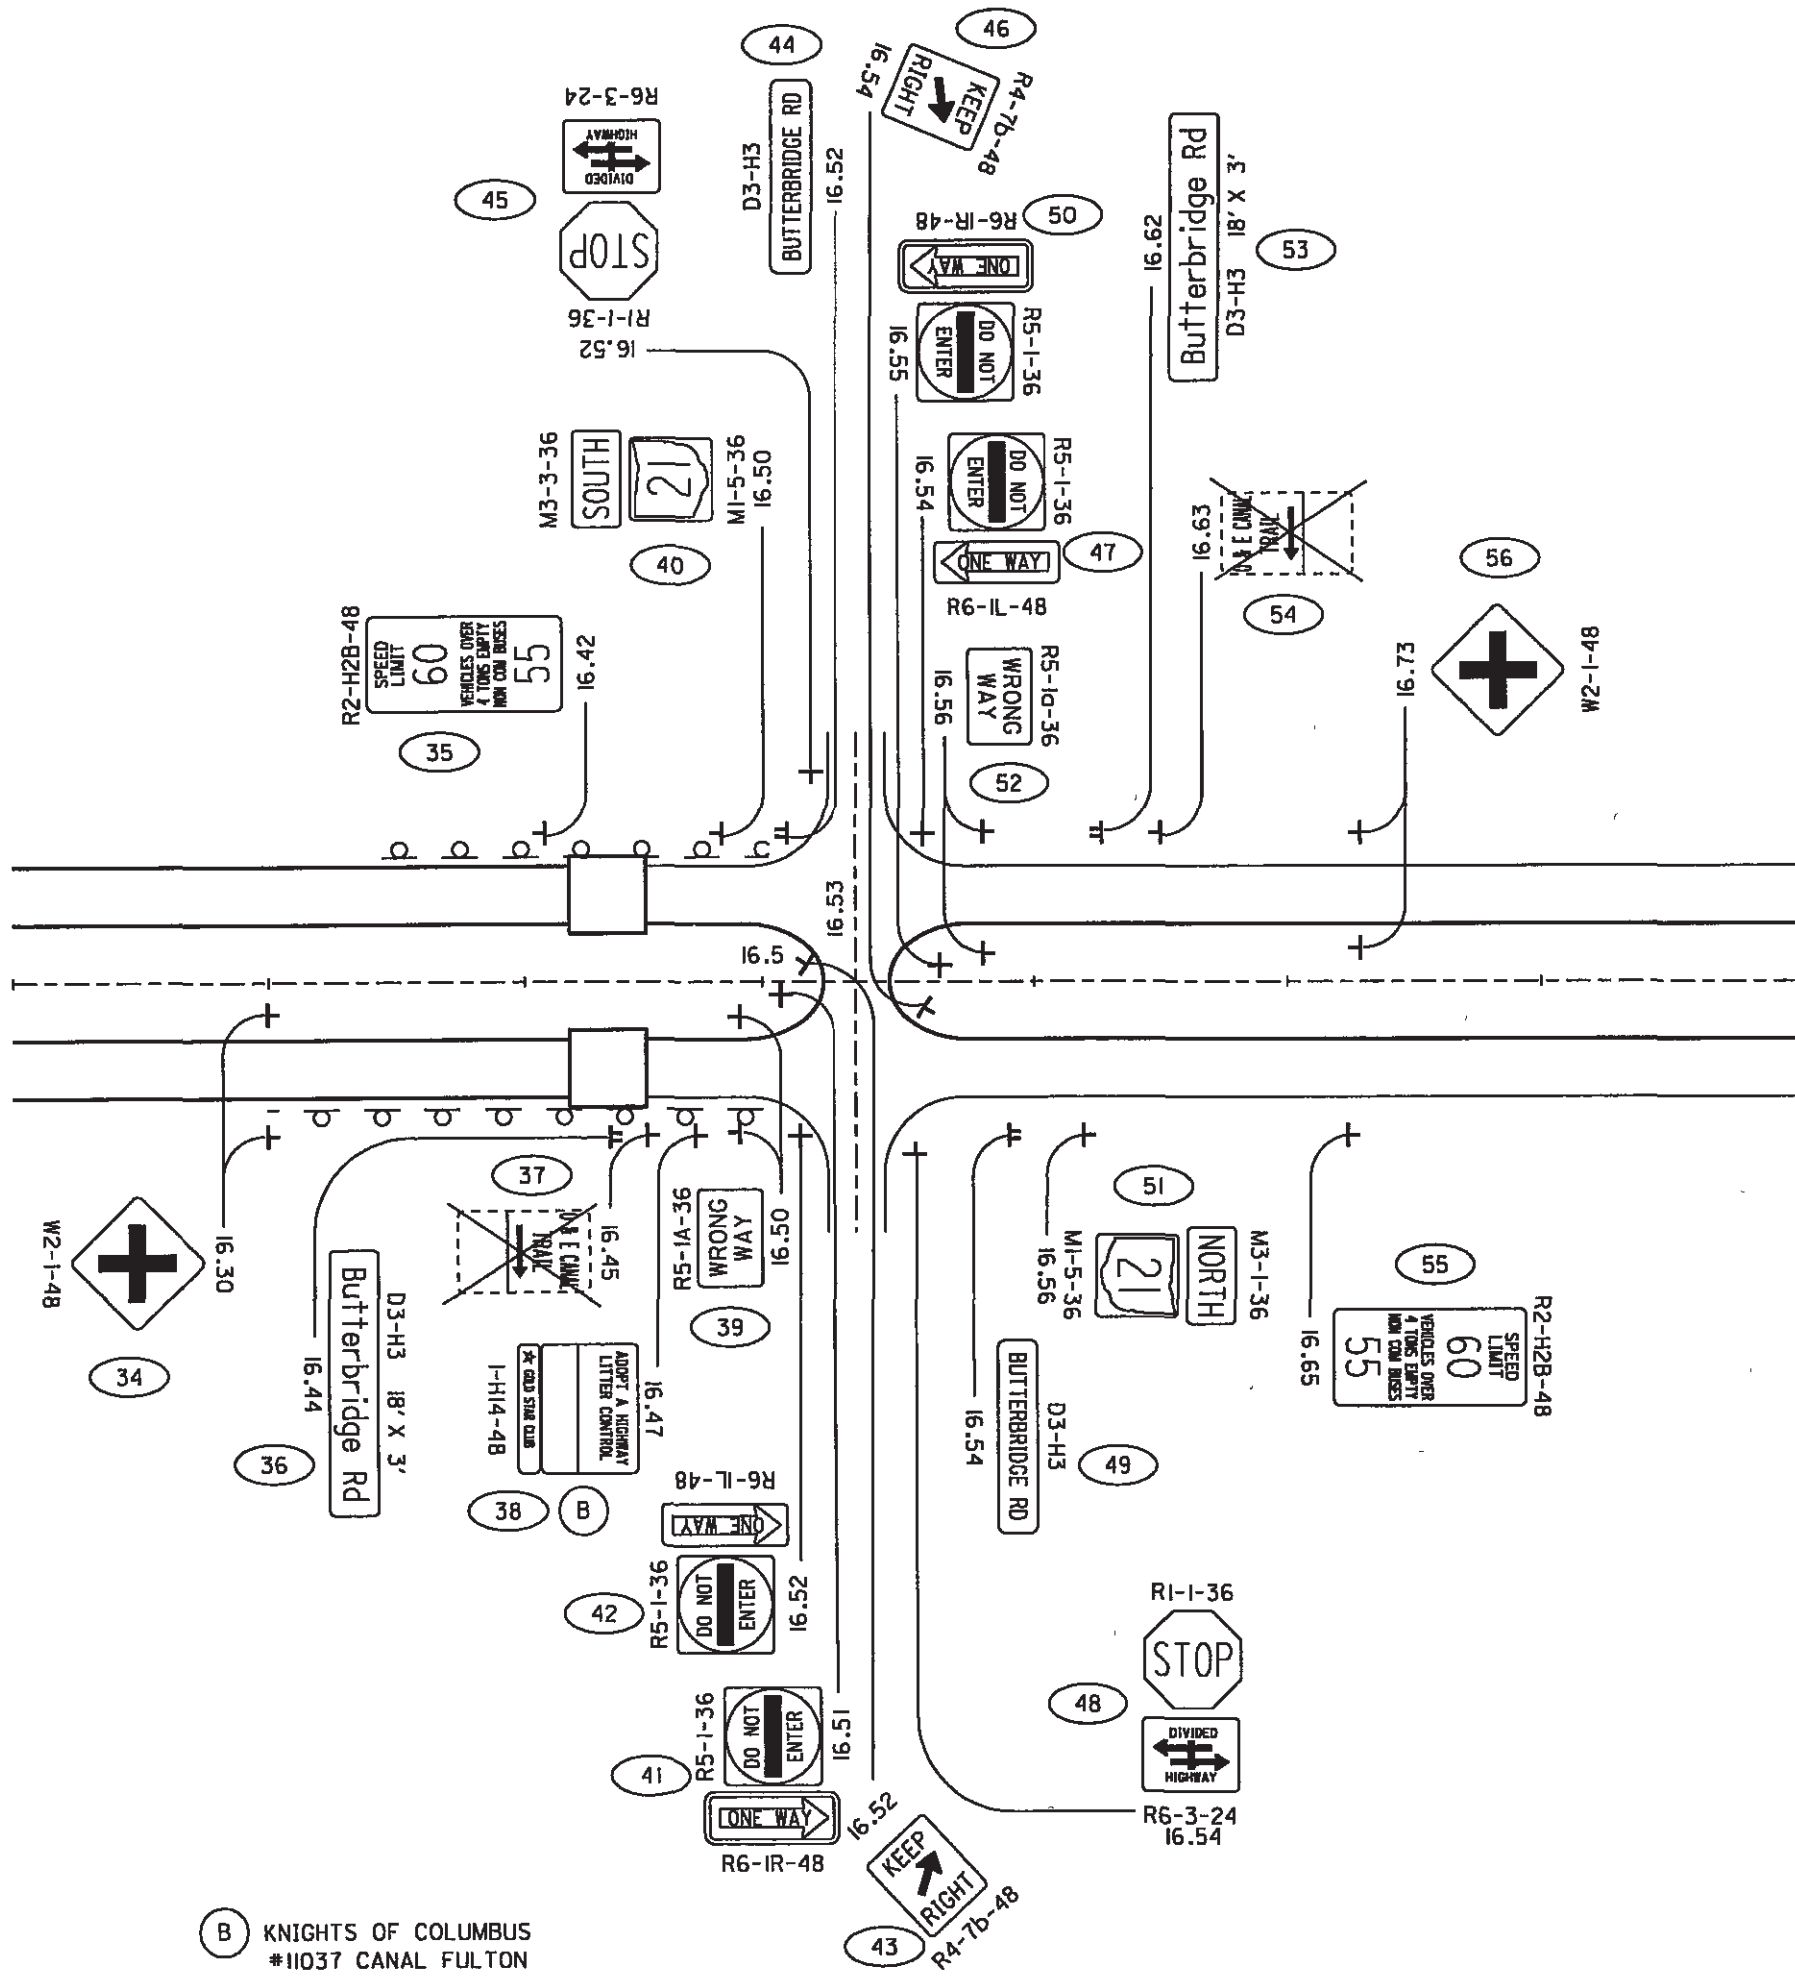 44
BUTTERBRIDGE RD
D3-H3
16.52
46
KEEP
RIGHT
R4-7b-48
16.54
R6-3-24
DIVIDED
HIGHWAY
45
STOP
R1-1-36
16.52
50
R6-1R-48
ONE WAY
DO NOT
ENTER
R5-1-36
16.55
Butterbridge Rd
D3-H3 18' X 3'
16.62
53
M3-3-36
SOUTH
21
M1-5-36
16.50
40
DO NOT
ENTER
R5-1-36
16.54
ONE WAY
47
R6-1L-48
O & E CANAL
TRAIL
16.63
54
56
W2-1-48
16.73
R2-H2B-48
SPEED
LIMIT
60
VEHICLES OVER
4 TONS EMPTY
NON COM BUSES
55
16.42
35
WRONG
WAY
R5-1a-36
16.56
52
16.53
16.5
W2-1-48
16.30
34
D3-H3 18' X 3'
Butterbridge Rd
16.44
36
37
O & E CANAL
TRAIL
16.45
ADOPT A HIGHWAY
LITTER CONTROL
★ GOLD STAR CLUB
I-H14-48
16.47
38
B
R5-1A-36
WRONG
WAY
16.50
39
R6-1L-48
ONE WAY
R5-1-36
DO NOT
ENTER
16.52
42
R5-1-36
DO NOT
ENTER
16.51
41
ONE WAY
R6-1R-48
16.52
KEEP
RIGHT
R4-7b-48
43
51
M1-5-36
21
NORTH
M3-1-36
16.56
D3-H3
BUTTERBRIDGE RD
16.54
49
55
R2-H2B-48
SPEED
LIMIT
60
VEHICLES OVER
4 TONS EMPTY
NON COM BUSES
55
16.65
R1-1-36
STOP
48
DIVIDED
HIGHWAY
R6-3-24
16.54
B KNIGHTS OF COLUMBUS
#11037 CANAL FULTON